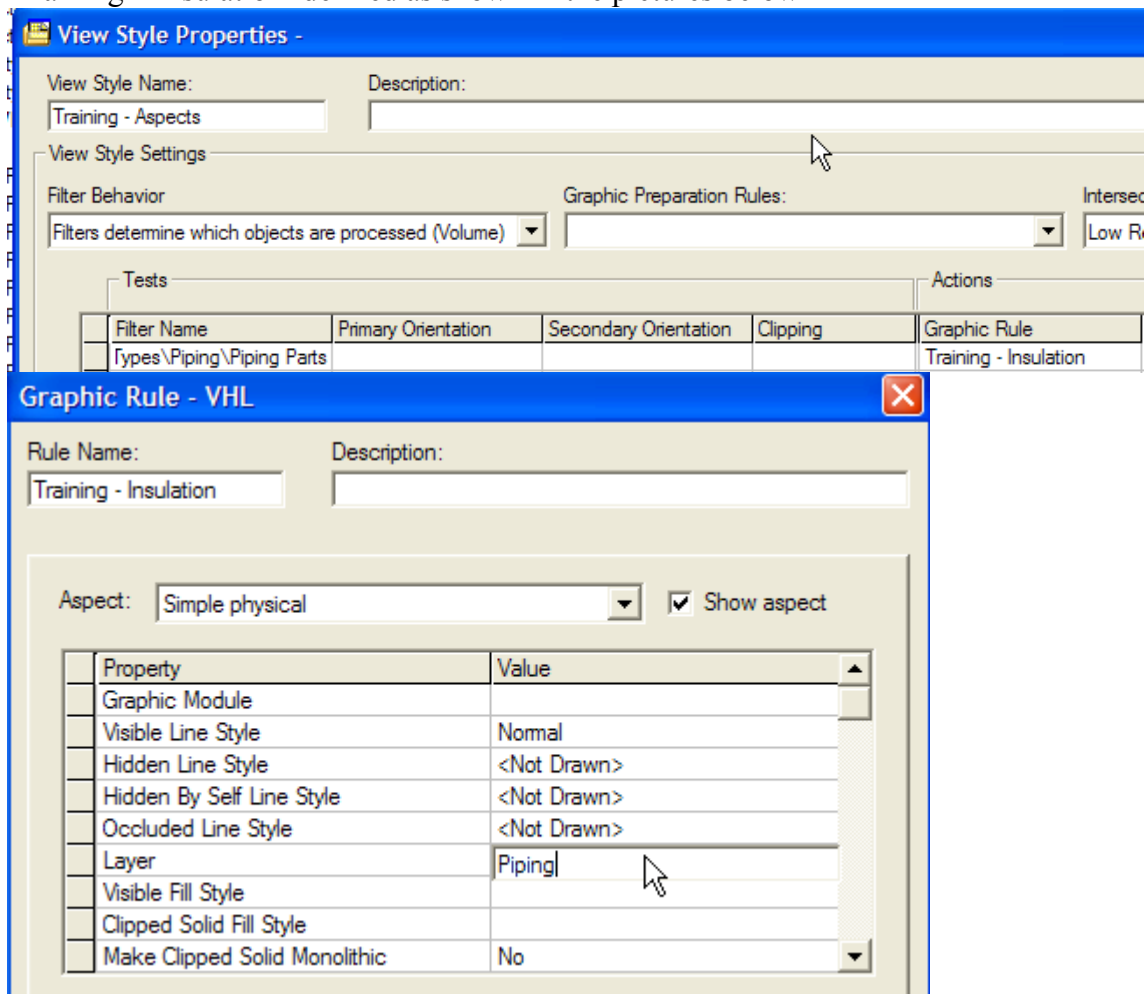 View Style Properties -
View Style Name: Description:
Training - Aspects
View Style Settings
Filter Behavior Graphic Preparation Rules:
Filters determine which objects are processed (Volume) Low
Tests Actions
Filter Name Primary Orientation Secondary Orientation Clipping Graphic Rule
Types\Piping\Piping Parts Training - Insulation
Graphic Rule - VHL
Rule Name: Description:
Training - Insulation
Aspect: Simple physical Show aspect
Property Value
Graphic Module
Visible Line Style Normal
Hidden Line Style <Not Drawn>
Hidden By Self Line Style <Not Drawn>
Occluded Line Style <Not Drawn>
Layer Piping
Visible Fill Style
Clipped Solid Fill Style
Make Clipped Solid Monolithic No